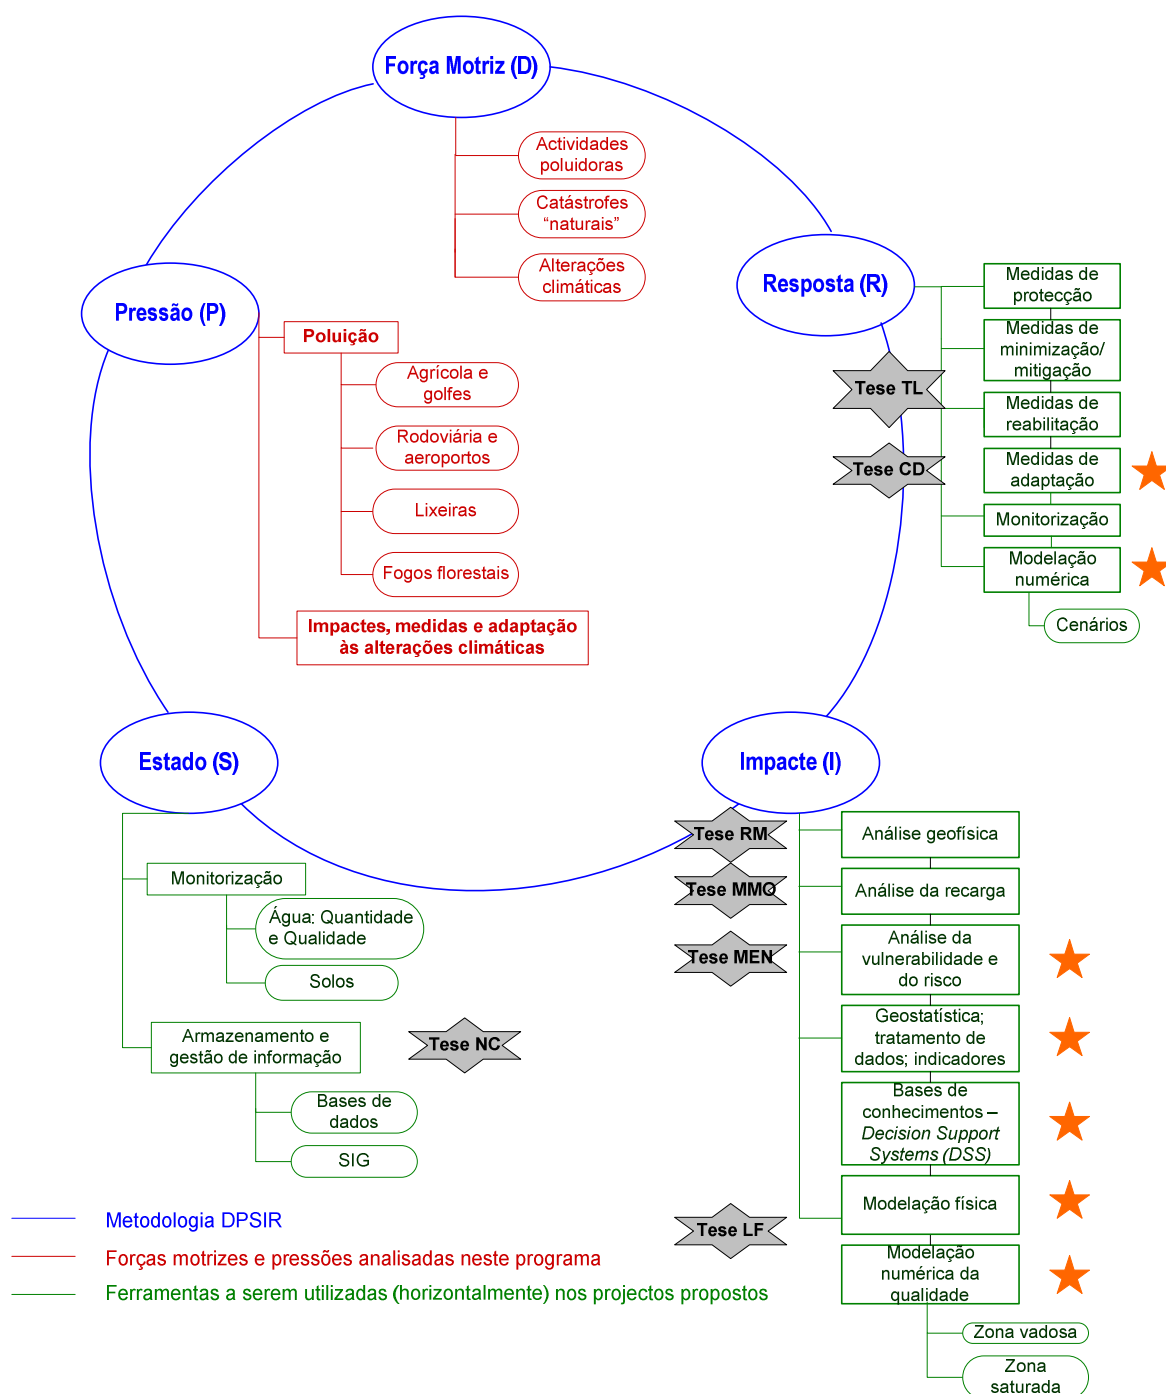 Força Motriz (D)
Actividades
poluidoras
Catástrofes
“naturais”
Alterações
climáticas
Pressão (P)
Poluição
Agrícola e
golfes
Rodoviária e
aeroportos
Lixeiras
Fogos florestais
Impactes, medidas e adaptação
às alterações climáticas
Resposta (R)
Medidas de
protecção
Medidas de
minimização/
mitigação
Medidas de
reabilitação
Medidas de
adaptação
Monitorização
Modelação
numérica
Cenários
Tese TL
Tese CD
Estado (S)
Monitorização
Água: Quantidade
e Qualidade
Solos
Armazenamento e
gestão de informação
Tese NC
Bases de
dados
SIG
Impacte (I)
Tese RM
Tese MMO
Tese MEN
Tese LF
Análise geofísica
Análise da recarga
Análise da
vulnerabilidade e
do risco
Geostatística;
tratamento de
dados; indicadores
Bases de
conhecimentos –
Decision Support
Systems (DSS)
Modelação física
Modelação
numérica da
qualidade
Zona vadosa
Zona
saturada
Metodologia DPSIR
Forças motrizes e pressões analisadas neste programa
Ferramentas a serem utilizadas (horizontalmente) nos projectos propostos